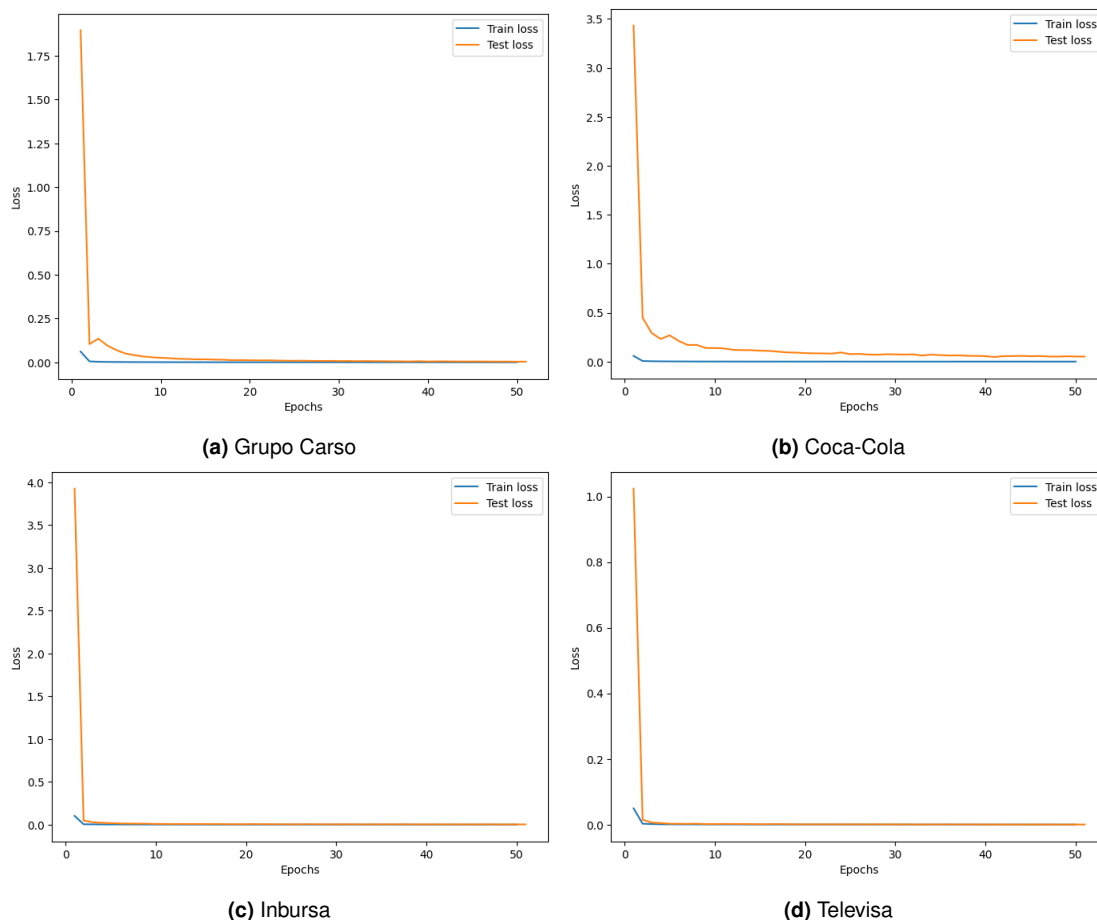 Train loss
Test loss
1.75
1.50
1.25
1.00
0.75
0.50
0.25
0.00
Loss
0 10 20 30 40 50
Epochs
(a) Grupo Carso
Train loss
Test loss
3.5
3.0
2.5
2.0
1.5
1.0
0.5
0.0
Loss
0 10 20 30 40 50
Epochs
(b) Coca-Cola
Train loss
Test loss
4.0
3.5
3.0
2.5
2.0
1.5
1.0
0.5
0.0
Loss
0 10 20 30 40 50
Epochs
(c) Inbursa
Train loss
Test loss
1.0
0.8
0.6
0.4
0.2
0.0
Loss
0 10 20 30 40 50
Epochs
(d) Televisa